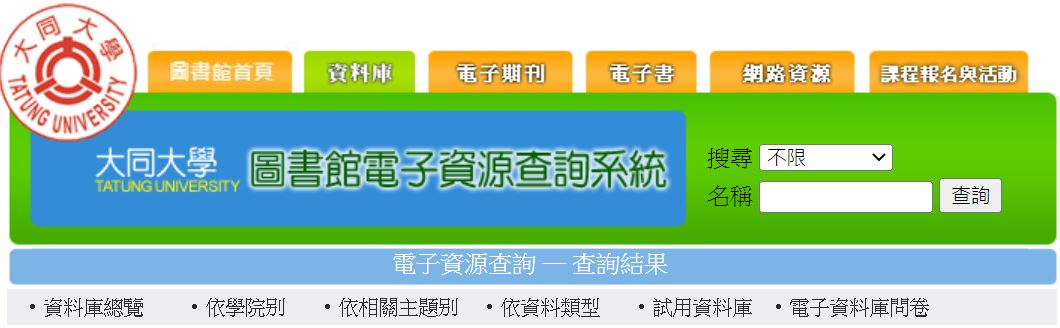 大同大學
TATUNG UNIVERSITY
圖書館首頁 資料庫 電子期刊 電子書 網路資源 課程報名與活動
大同大學
TATUNG UNIVERSITY
圖書館電子資源查詢系統
搜尋 不限
名稱 查詢
電子資源查詢 — 查詢結果
•資料庫總覽 •依學院別 •依相關主題別 •依資料類型 •試用資料庫 •電子資料庫問卷